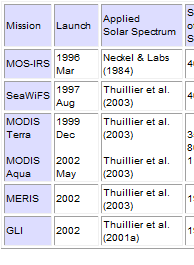 Mission Launch Applied Solar Spectrum
MOS-IRS 1996 Mar Neckel & Labs (1984)
SeaWiFS 1997 Aug Thuillier et al. (2003)
MODIS Terra 1999 Dec Thuillier et al. (2003)
MODIS Aqua 2002 May Thuillier et al. (2003)
MERIS 2002 Thuillier et al. (2003)
GLI 2002 Thuillier et al. (2001a)